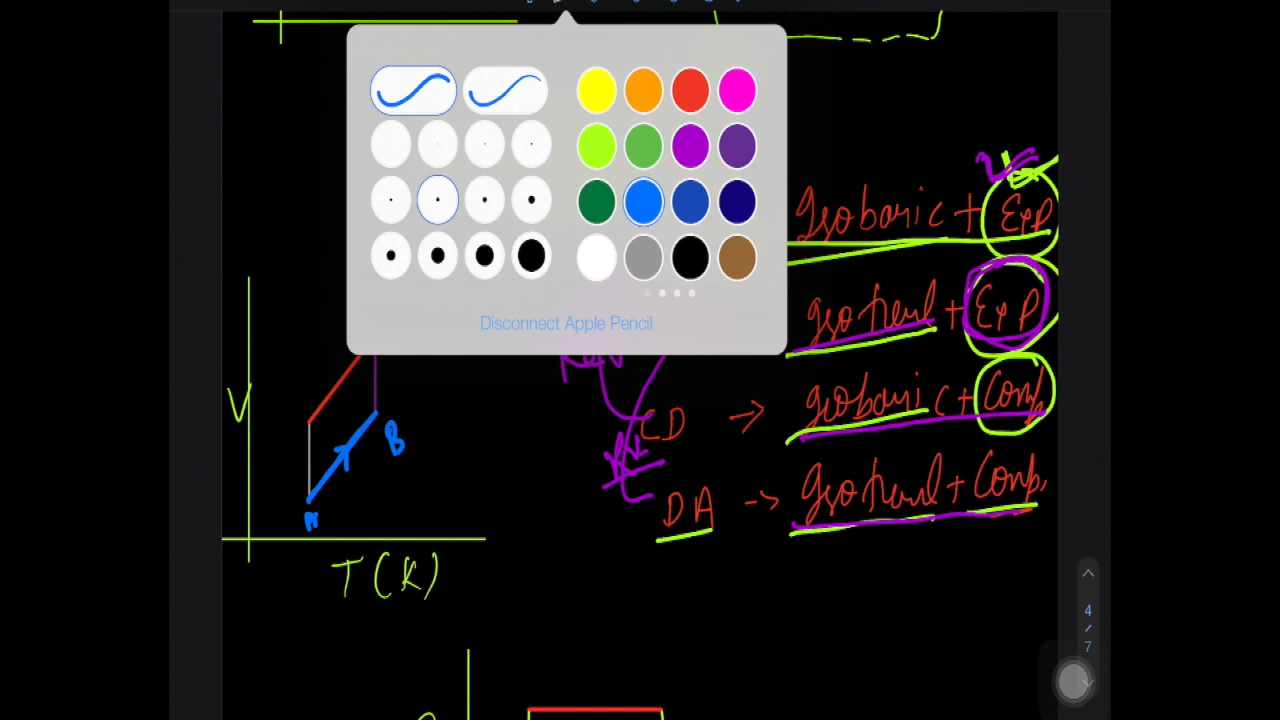 Isobaric + Exp
Isothermal + Exp
CD → Isobaric + Comp.
DA → Isothermal + Comp.
Disconnect Apple Pencil
V
B
A
T(K)
4
/
7